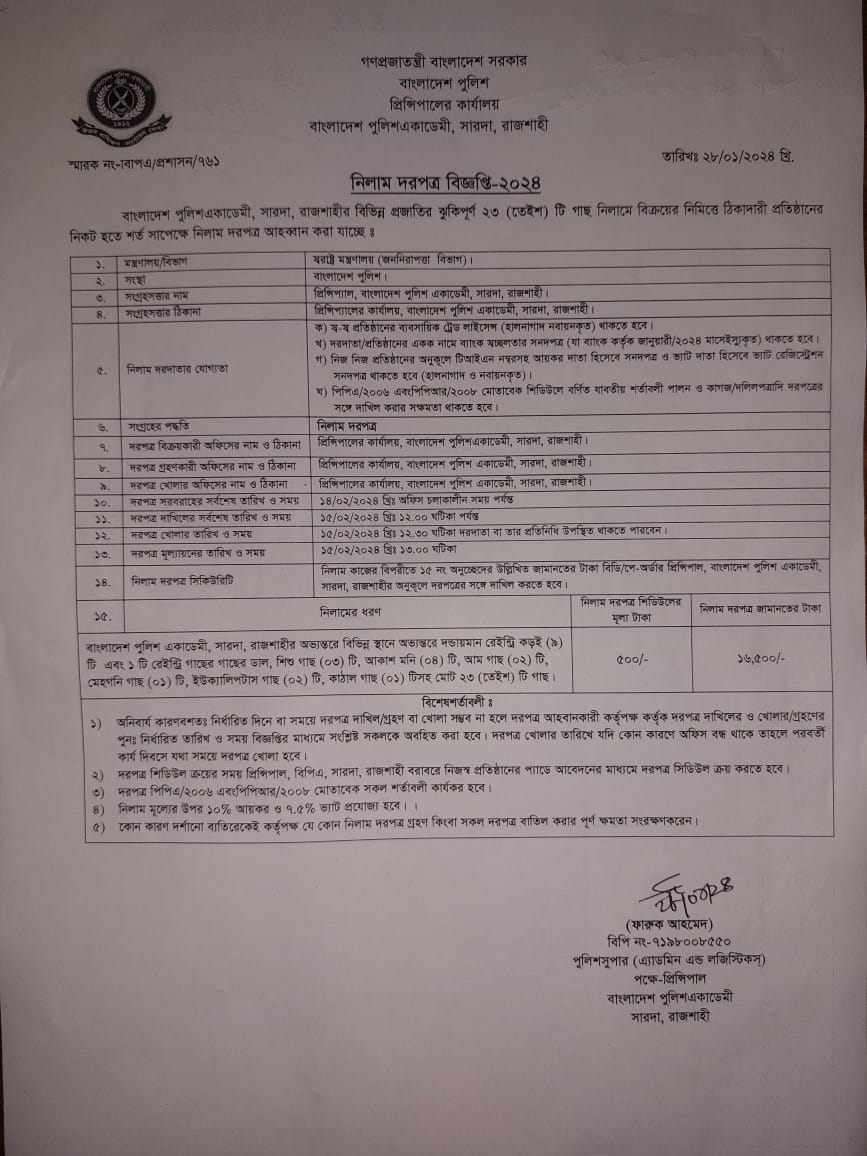 গণপ্রজাতন্ত্রী বাংলাদেশ সরকার
বাংলাদেশ পুলিশ
প্রিন্সিপালের কার্যালয়
বাংলাদেশ পুলিশএকাডেমী, সারদা, রাজশাহী
স্মারক নং-বিাপএ/প্রশাসন/৭৬১
তারিখঃ ২৮/০১/২০২৪ খ্রি.
নিলাম দরপত্র বিজ্ঞপ্তি-২০২৪
বাংলাদেশ পুলিশএকাডেমী, সারদা, রাজশাহীর বিভিন্ন প্রজাতির ঝুকিপূর্ণ ২৩ (তেইশ) টি গাছ নিলামে বিক্রয়ের নিমিত্তে ঠিকাদারী প্রতিষ্ঠানের
নিকট হতে শর্ত সাপেক্ষে নিলাম দরপত্র আহব্বান করা যাচ্ছে ঃ
১. মন্ত্রণালয়/বিভাগ স্বরাষ্ট্র মন্ত্রণালয় (জননিরাপত্তা বিভাগ)।
২. সংস্থা বাংলাদেশ পুলিশ।
৩. সংগ্রহসত্তার নাম প্রিন্সিপ্যাল, বাংলাদেশ পুলিশ একাডেমী, সারদা, রাজশাহী।
৪. সংগ্রহসত্তার ঠিকানা প্রিন্সিপ্যালের কার্যালয়, বাংলাদেশ পুলিশ একাডেমী, সারদা, রাজশাহী।
৫. নিলাম দরদাতার যোগ্যতা ক) স্ব-স্ব প্রতিষ্ঠানের ব্যবসায়িক ট্রেড লাইসেন্স (হালনাগাদ নবায়নকৃত) থাকতে হবে।
খ) দরদাতা/প্রতিষ্ঠানের একক নামে ব্যাংক স্বচ্ছলতার সনদপত্র (যা ব্যাংক কর্তৃক জানুয়ারী/২০২৪ মাসেইস্যুকৃত) থাকতে হবে।
গ) নিজ নিজ প্রতিষ্ঠানের অনুকূলে টিআইএন নম্বরসহ আয়কর দাতা হিসেবে সনদপত্র ও ভ্যাট দাতা হিসেবে ভ্যাট রেজিস্ট্রেশন
সনদপত্র থাকতে হবে (হালনাগাদ ও নবায়নকৃত)।
ঘ) পিপিএ/২০০৬ এবংপিপিআর/২০০৮ মোতাবেক শিডিউলে বর্ণিত যাবতীয় শর্তাবলী পালন ও কাগজ/দলিলপত্রাদি দরপত্রের
সঙ্গে দাখিল করার সক্ষমতা থাকতে হবে।
৬. সংগ্রহের পদ্ধতি নিলাম দরপত্র
৭. দরপত্র বিক্রয়কারী অফিসের নাম ও ঠিকানা প্রিন্সিপালের কার্যালয়, বাংলাদেশ পুলিশএকাডেমী, সারদা, রাজশাহী।
৮. দরপত্র গ্রহণকারী অফিসের নাম ও ঠিকানা প্রিন্সিপালের কার্যালয়, বাংলাদেশ পুলিশএকাডেমী, সারদা, রাজশাহী।
৯. দরপত্র খোলার অফিসের নাম ও ঠিকানা প্রিন্সিপালের কার্যালয়, বাংলাদেশ পুলিশএকাডেমী, সারদা, রাজশাহী।
১০. দরপত্র সরবরাহের সর্বশেষ তারিখ ও সময় ১৪/০২/২০২৪ খ্রিঃ অফিস চলাকালীন সময় পর্যন্ত
১১. দরপত্র দাখিলের সর্বশেষ তারিখ ও সময় ১৫/০২/২০২৪ খ্রিঃ ১২.০০ ঘটিকা পর্যন্ত
১২. দরপত্র খোলার তারিখ ও সময় ১৫/০২/২০২৪ খ্রিঃ ১২.৩০ ঘটিকা দরদাতা বা তার প্রতিনিধি উপস্থিত থাকতে পারবেন।
১৩. দরপত্র মূল্যায়নের তারিখ ও সময় ১৫/০২/২০২৪ খ্রিঃ ১৩.০০ ঘটিকা
১৪. নিলাম দরপত্র সিকিউরিটি নিলাম কাজের বিপরীতে ১৫ নং অনুচ্ছেদের উল্লিখিত জামানতের টাকা বিডি/পে-অর্ডার প্রিন্সিপাল, বাংলাদেশ পুলিশ একাডেমী,
সারদা, রাজশাহীর অনুকূলে দরপত্রের সঙ্গে দাখিল করতে হবে।
১৫. নিলামের ধরণ নিলাম দরপত্র শিডিউলের মূল্য টাকা নিলাম দরপত্র জামানতের টাকা
বাংলাদেশ পুলিশ একাডেমী, সারদা, রাজশাহীর অভ্যন্তরে বিভিন্ন স্থানে অভ্যন্তরে দন্ডায়মান রেইন্ট্রি কড়ই (৯)
টি এবং ১ টি রেইন্ট্রি গাছের গাছের ডাল, শিশু গাছ (০৩) টি, আকাশ মনি (০৪) টি, আম গাছ (০২) টি,
মেহগনি গাছ (০১) টি, ইউক্যালিপটাস গাছ (০২) টি, কাঠাল গাছ (০১) টিসহ মোট ২৩ (তেইশ) টি গাছ। ৫০০/- ১৬,৫০০/-
বিশেষশর্তাবলী ঃ
১) অনিবার্য কারণবশতঃ নির্ধারিত দিনে বা সময়ে দরপত্র দাখিল/গ্রহণ বা খোলা সম্ভব না হলে দরপত্র আহবানকারী কর্তৃপক্ষ কর্তৃক দরপত্র দাখিলের ও খোলার/গ্রহণের
পুনঃ নির্ধারিত তারিখ ও সময় বিজ্ঞপ্তির মাধ্যমে সংশ্লিষ্ট সকলকে অবহিত করা হবে। দরপত্র খোলার তারিখে যদি কোন কারণে অফিস বন্ধ থাকে তাহলে পরবর্তী
কার্য দিবসে যথা সময়ে দরপত্র খোলা হবে।
২) দরপত্র শিডিউল ক্রয়ের সময় প্রিন্সিপাল, বিপিএ, সারদা, রাজশাহী বরাবরে নিজস্ব প্রতিষ্ঠানের প্যাডে আবেদনের মাধ্যমে দরপত্র সিডিউল ক্রয় করতে হবে।
৩) দরপত্র পিপিএ/২০০৬ এবংপিপিআর/২০০৮ মোতাবেক সকল শর্তাবলী কার্যকর হবে।
৪) নিলাম মূল্যের উপর ১০% আয়কর ও ৭.৫% ভ্যাট প্রযোজ্য হবে। ।
৫) কোন কারণ দর্শানো ব্যতিরেকেই কর্তৃপক্ষ যে কোন নিলাম দরপত্র গ্রহণ কিংবা সকল দরপত্র বাতিল করার পূর্ণ ক্ষমতা সংরক্ষণকরেন।
(ফারুক আহমেদ)
বিপি নং-৭১৯৮০০৮৫৫০
পুলিশসুপার (এ্যাডমিন এন্ড লজিস্টিকস্)
পক্ষে-প্রিন্সিপাল
বাংলাদেশ পুলিশএকাডেমী
সারদা, রাজশাহী